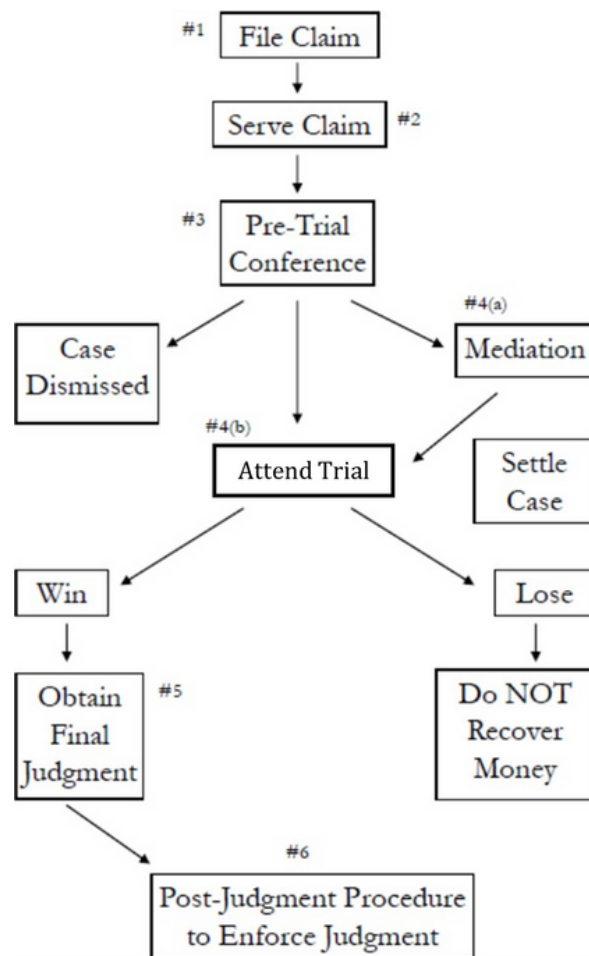 #1
File Claim
Serve Claim
#2
#3
Pre-Trial
Conference
#4(a)
Case
Dismissed
Mediation
#4(b)
Attend Trial
Settle
Case
Win
Lose
Obtain
Final
Judgment
#5
Do NOT
Recover
Money
#6
Post-Judgment Procedure
to Enforce Judgment